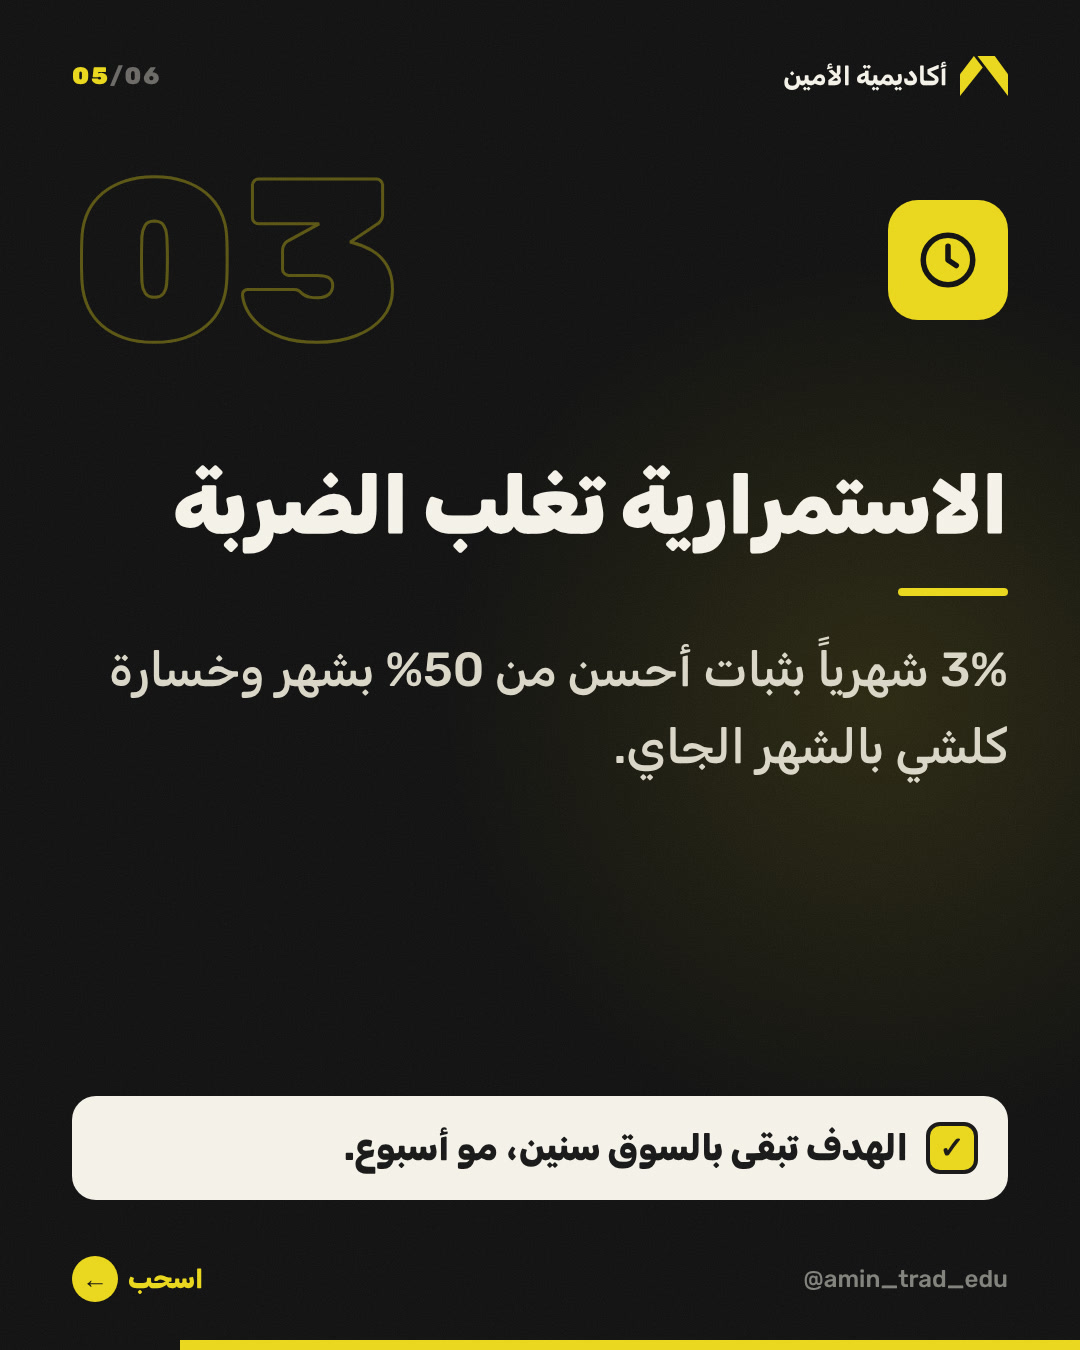 أكاديمية الأمين
05/06
03
الاستمرارية تغلب الضربة
3% شهرياً بثبات أحسن من 50% بشهر وخسارة
كلشي بالشهر الجاي.
✓ الهدف تبقى بالسوق سنين، مو أسبوع.
@amin_trad_edu
اسحب ←